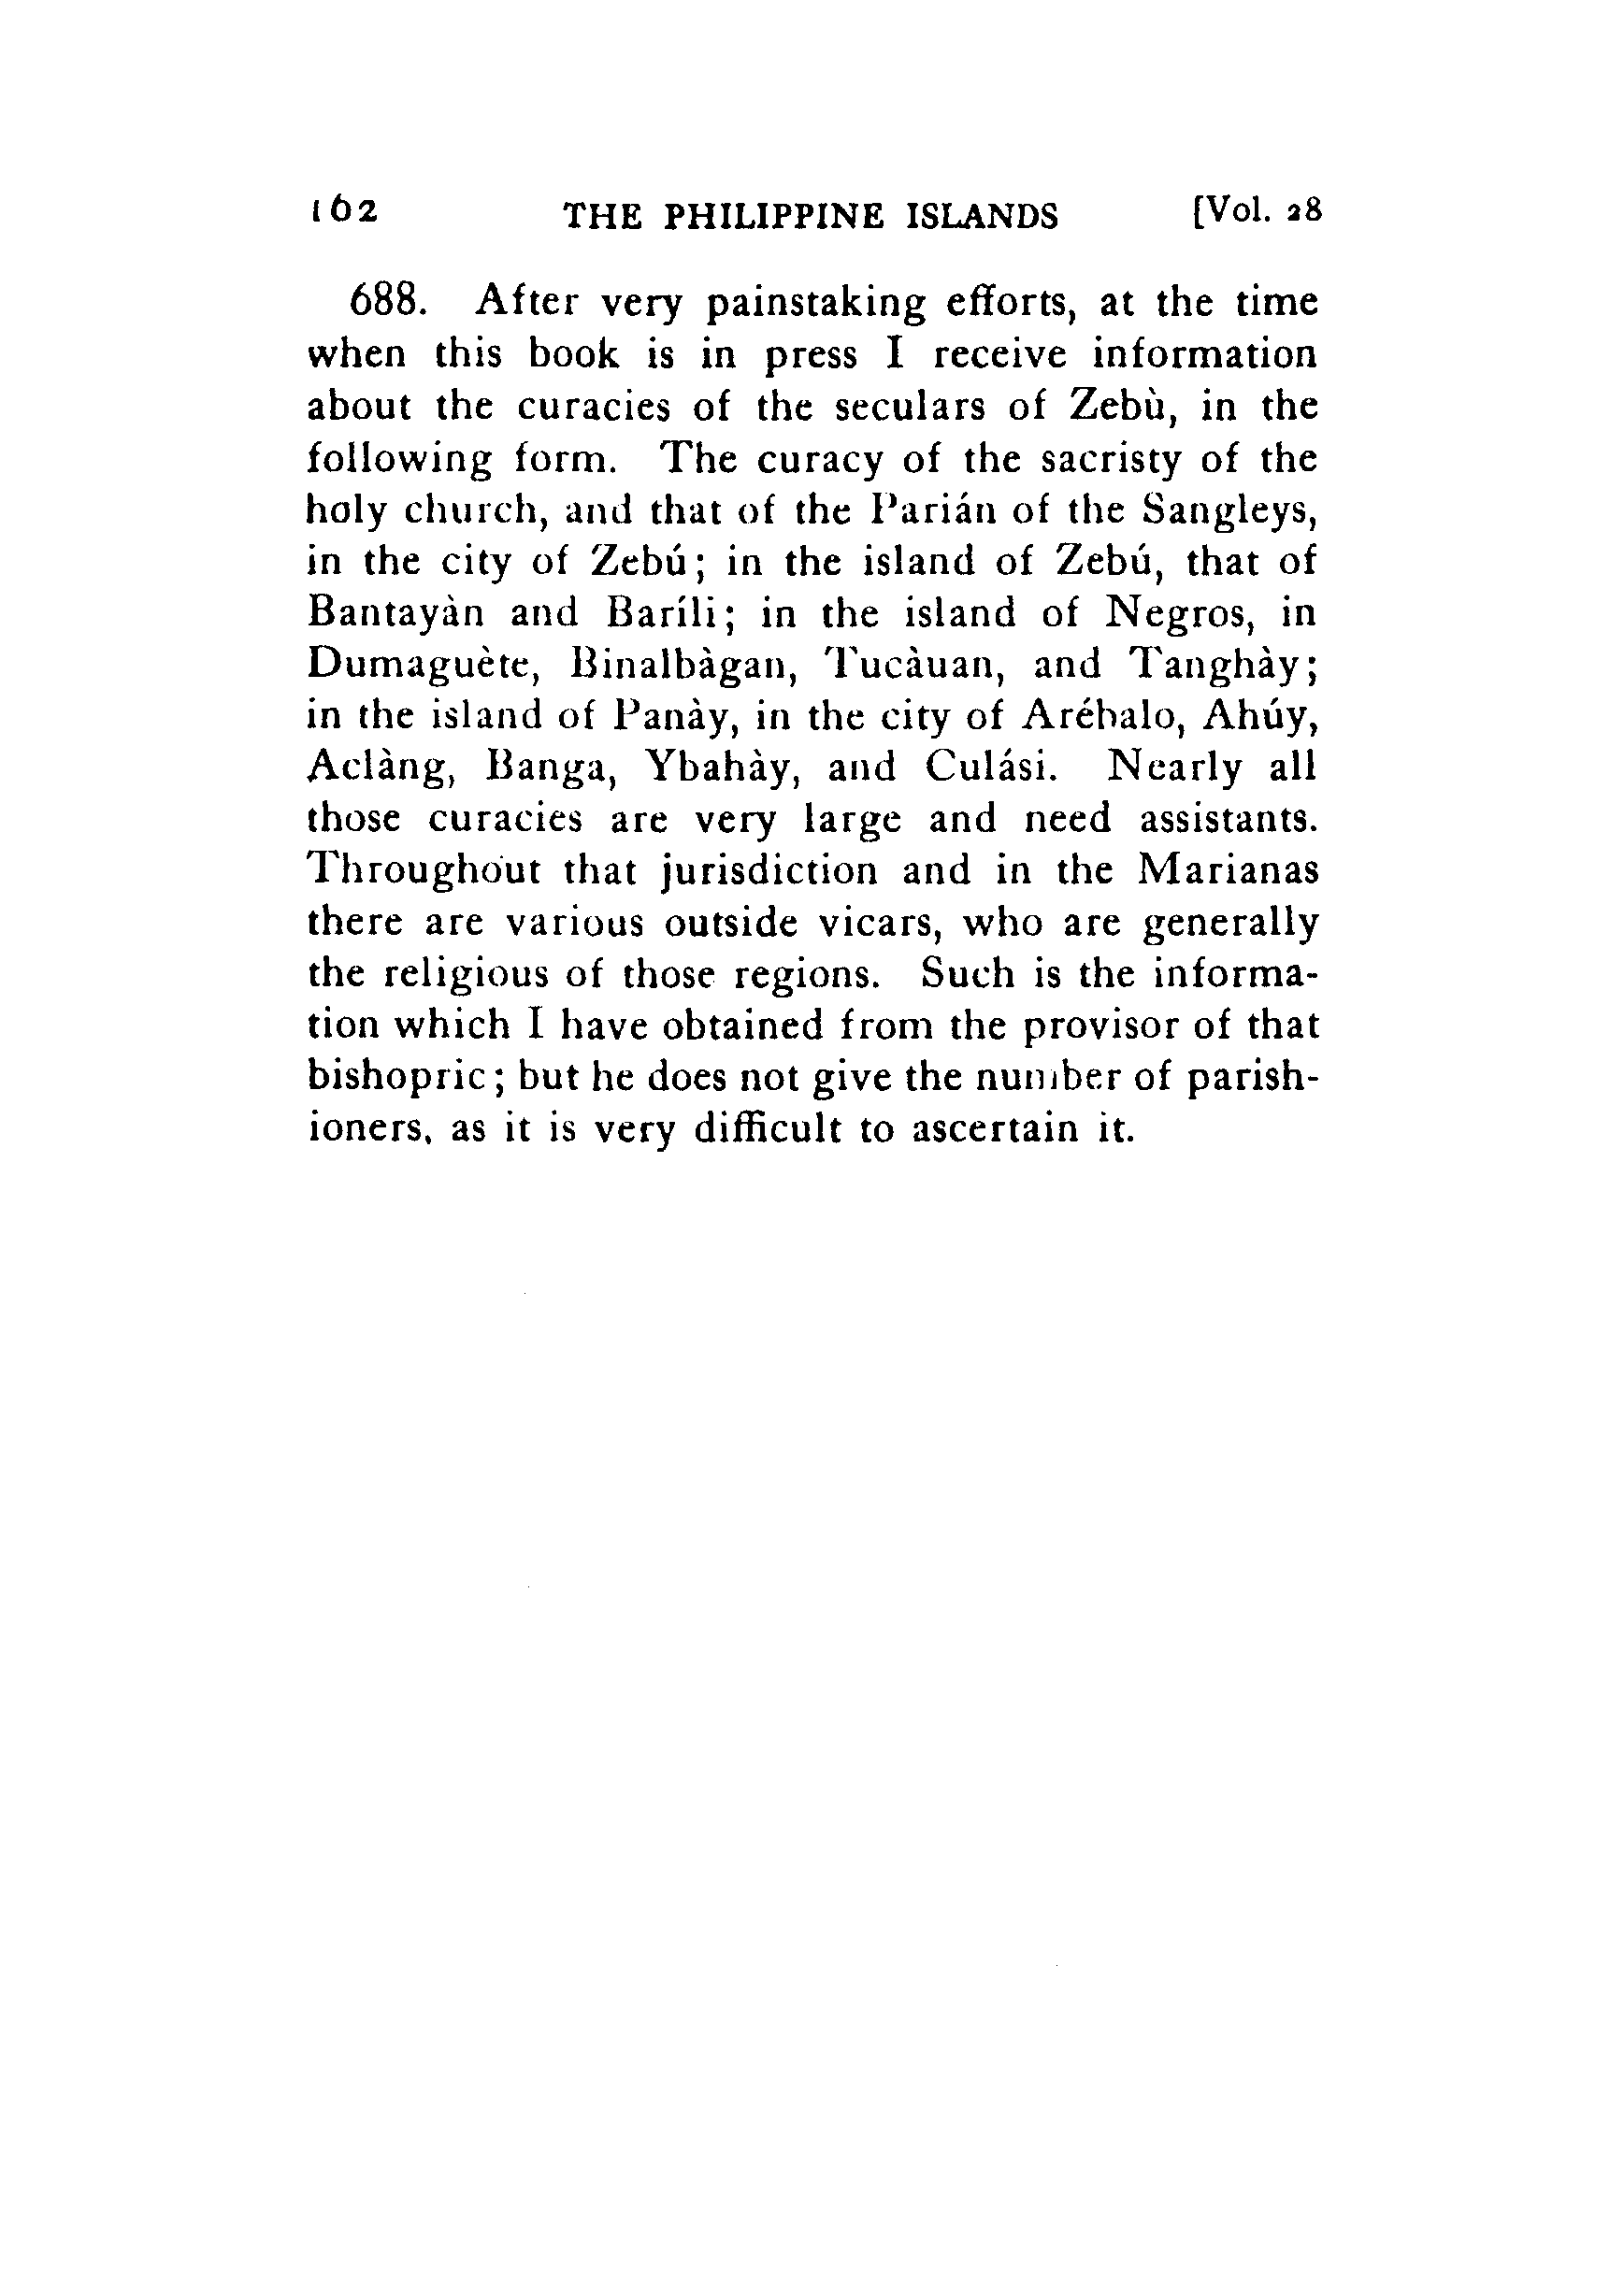 162 THE PHILIPPINE ISLANDS [Vol. 28
688. After very painstaking efforts, at the time
when this book is in press I receive information
about the curacies of the seculars of Zebù, in the
following form. The curacy of the sacristy of the
holy church, and that of the Parián of the Sangleys,
in the city of Zebú; in the island of Zebú, that of
Bantayàn and Baríli; in the island of Negros, in
Dumaguète, Binalbàgan, Tucàuan, and Tanghày;
in the island of Panày, in the city of Arébalo, Ahúy,
Aclàng, Banga, Ybahày, and Culási. Nearly all
those curacies are very large and need assistants.
Throughout that jurisdiction and in the Marianas
there are various outside vicars, who are generally
the religious of those regions. Such is the informa-
tion which I have obtained from the provisor of that
bishopric; but he does not give the number of parish-
ioners, as it is very difficult to ascertain it.